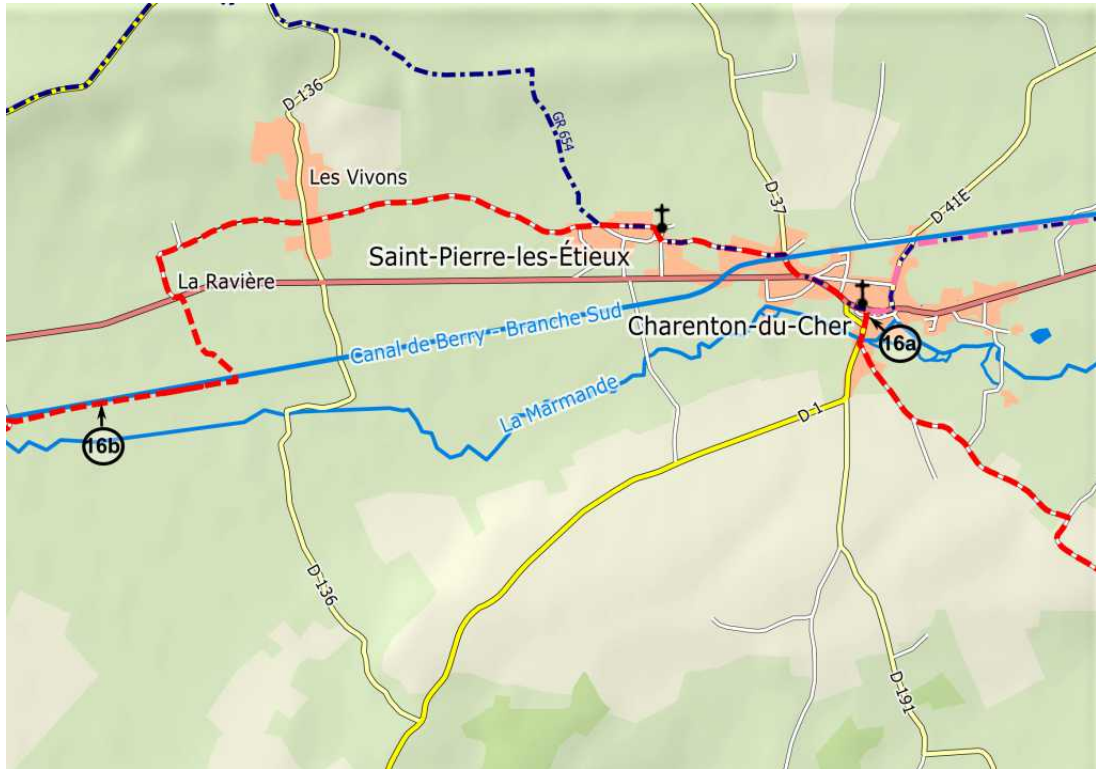 D 136
GR 654
Les Vivons
D 37
D 41E
Saint-Pierre-les-Étieux
La Ravière
Charenton-du-Cher
16a
Canal de Berry - Branche Sud
La Marmande
D 1
16b
D 136
D 191